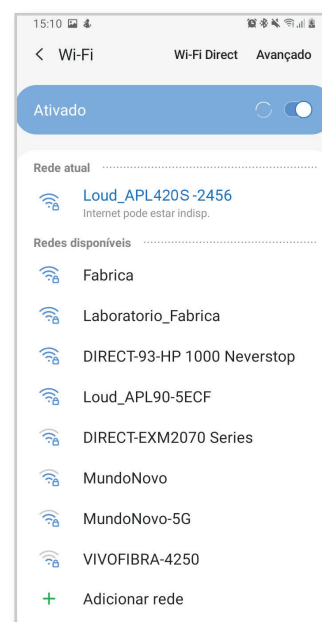 15:10
Wi-Fi Wi-Fi Direct Avançado
Ativado
Rede atual
Loud_APL420S -2456
Internet pode estar indisp.
Redes disponíveis
Fabrica
Laboratorio_Fabrica
DIRECT-93-HP 1000 Neverstop
Loud_APL90-5ECF
DIRECT-EXM2070 Series
MundoNovo
MundoNovo-5G
VIVOFIBRA-4250
+ Adicionar rede